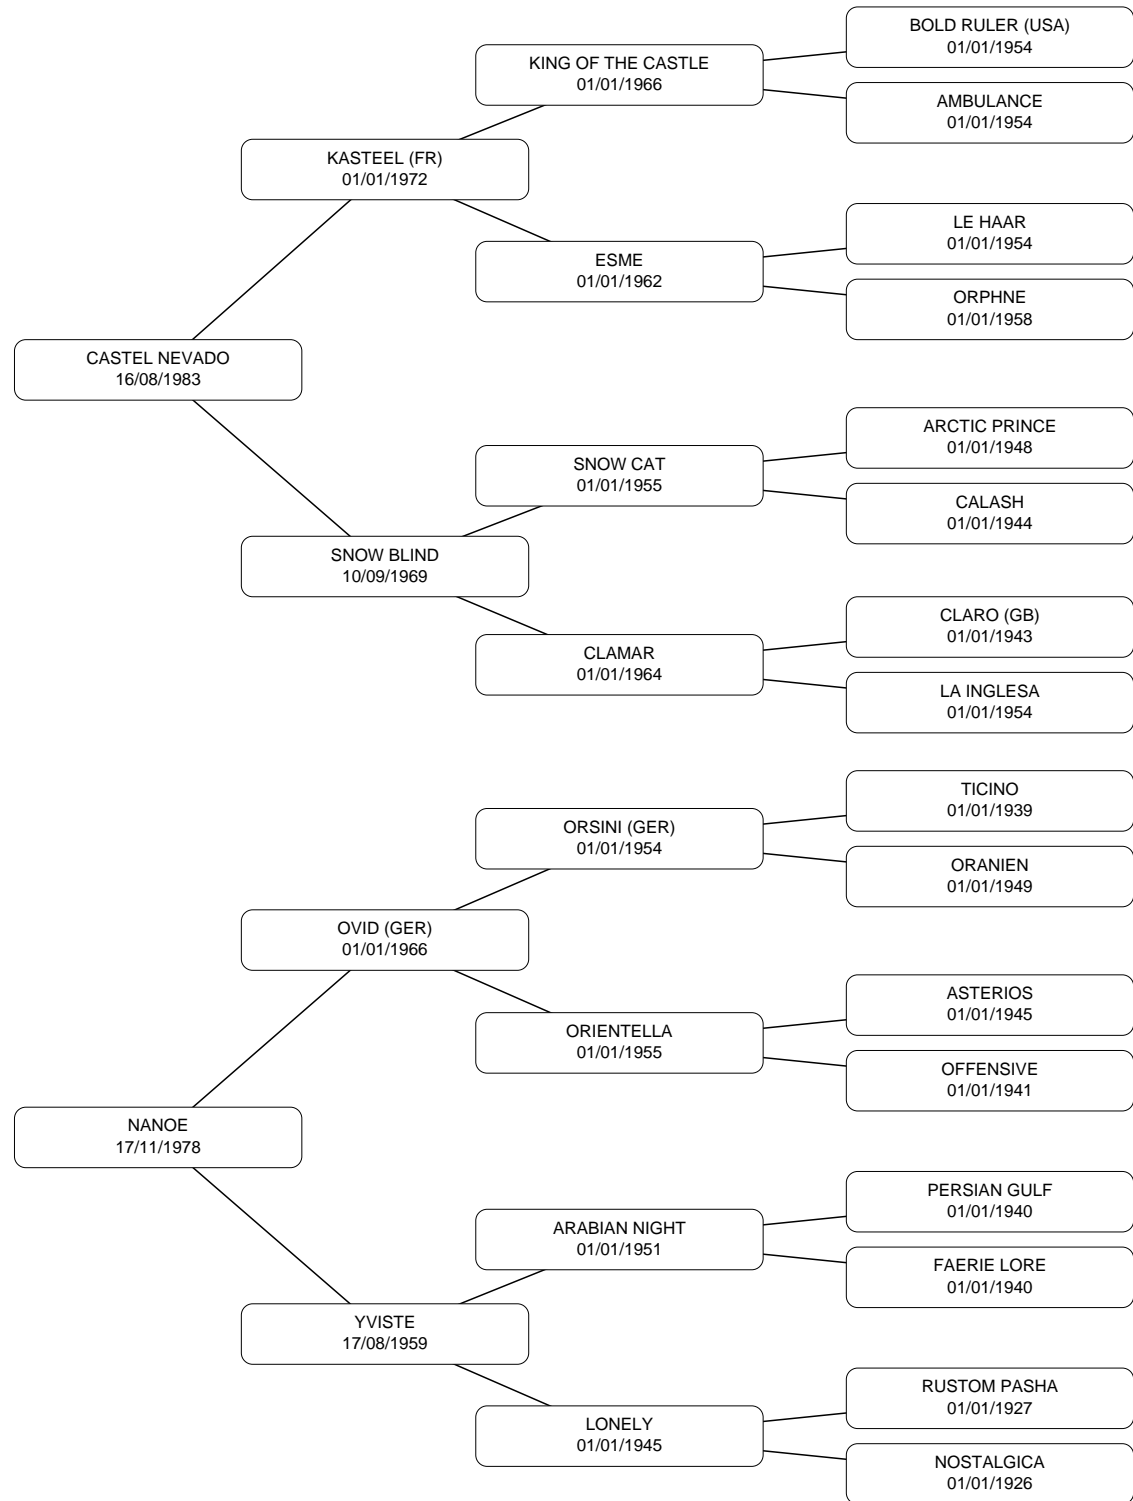 BOLD RULER (USA)
01/01/1954
KING OF THE CASTLE
01/01/1966
AMBULANCE
01/01/1954
KASTEEL (FR)
01/01/1972
LE HAAR
01/01/1954
ESME
01/01/1962
ORPHNE
01/01/1958
CASTEL NEVADO
16/08/1983
ARCTIC PRINCE
01/01/1948
SNOW CAT
01/01/1955
CALASH
01/01/1944
SNOW BLIND
10/09/1969
CLARO (GB)
01/01/1943
CLAMAR
01/01/1964
LA INGLESA
01/01/1954
TICINO
01/01/1939
ORSINI (GER)
01/01/1954
ORANIEN
01/01/1949
OVID (GER)
01/01/1966
ASTERIOS
01/01/1945
ORIENTELLA
01/01/1955
OFFENSIVE
01/01/1941
NANOE
17/11/1978
PERSIAN GULF
01/01/1940
ARABIAN NIGHT
01/01/1951
FAERIE LORE
01/01/1940
YVISTE
17/08/1959
RUSTOM PASHA
01/01/1927
LONELY
01/01/1945
NOSTALGICA
01/01/1926